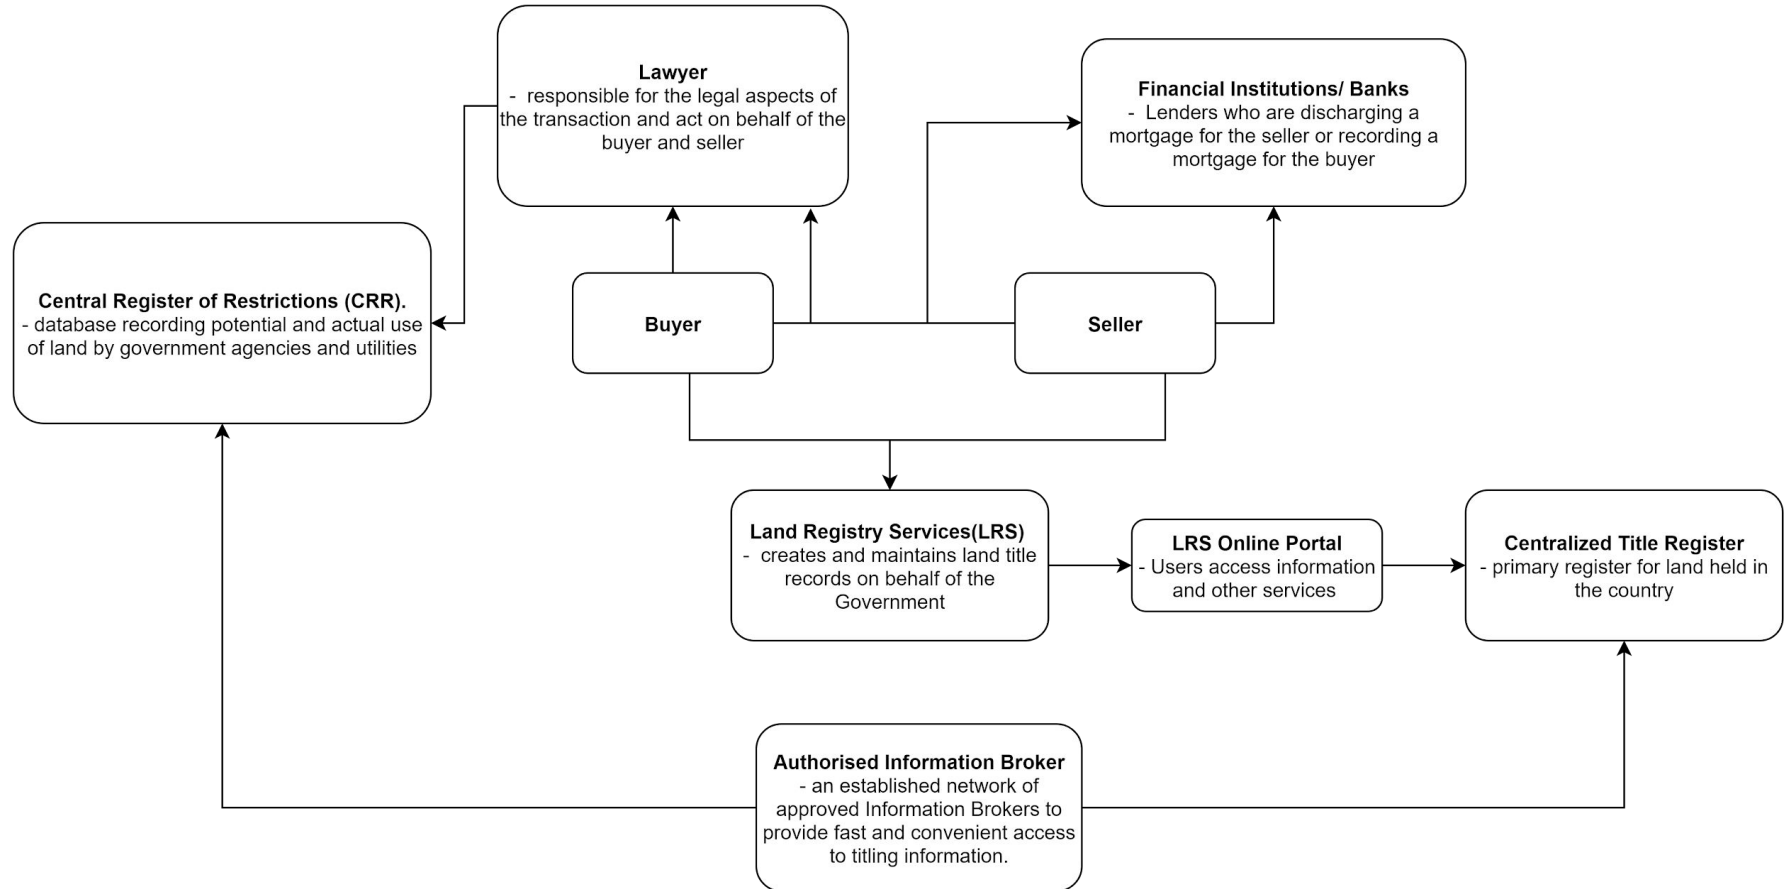 Lawyer
- responsible for the legal aspects of
the transaction and act on behalf of the
buyer and seller
Financial Institutions/ Banks
- Lenders who are discharging a
mortgage for the seller or recording a
mortgage for the buyer
Central Register of Restrictions (CRR).
- database recording potential and actual use
of land by government agencies and utilities
Buyer
Seller
Land Registry Services(LRS)
- creates and maintains land title
records on behalf of the
Government
LRS Online Portal
- Users access information
and other services
Centralized Title Register
- primary register for land held in
the country
Authorised Information Broker
- an established network of
approved Information Brokers to
provide fast and convenient access
to titling information.